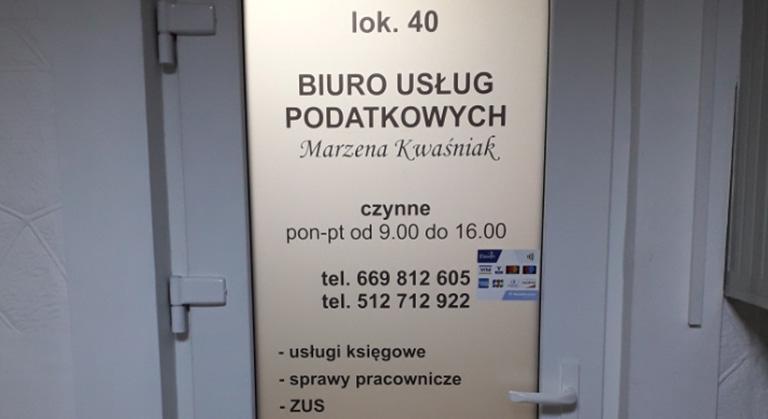 lok. 40
BIURO USŁUG
PODATKOWYCH
Marzena Kwaśniak
czynne
pon-pt od 9.00 do 16.00
tel. 669 812 605
tel. 512 712 922
VISA
- usługi księgowe
- sprawy pracownicze
- ZUS